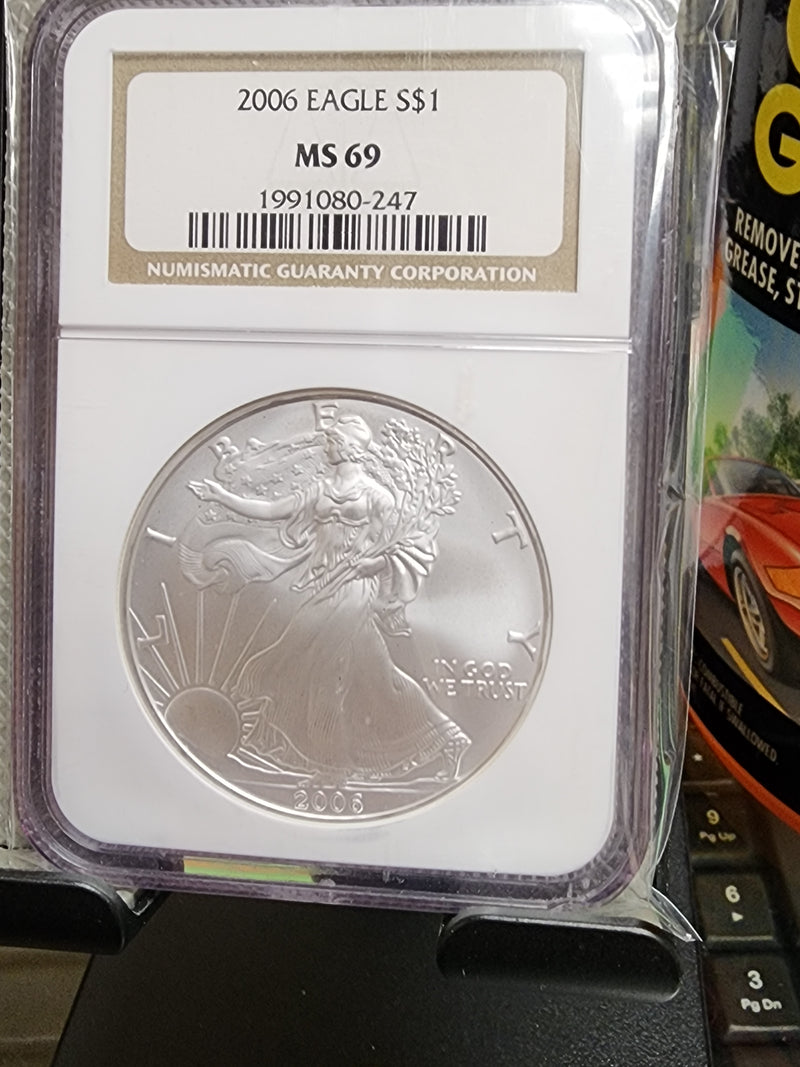 2006 EAGLE S$1
MS 69
1991080-247
NUMISMATIC GUARANTY CORPORATION
LIBERTY
IN GOD
WE TRUST
2006
G
REMOVE
GREASE, S
SWALLOWED.
*
9
Pg Up
6
3
Pg Dn